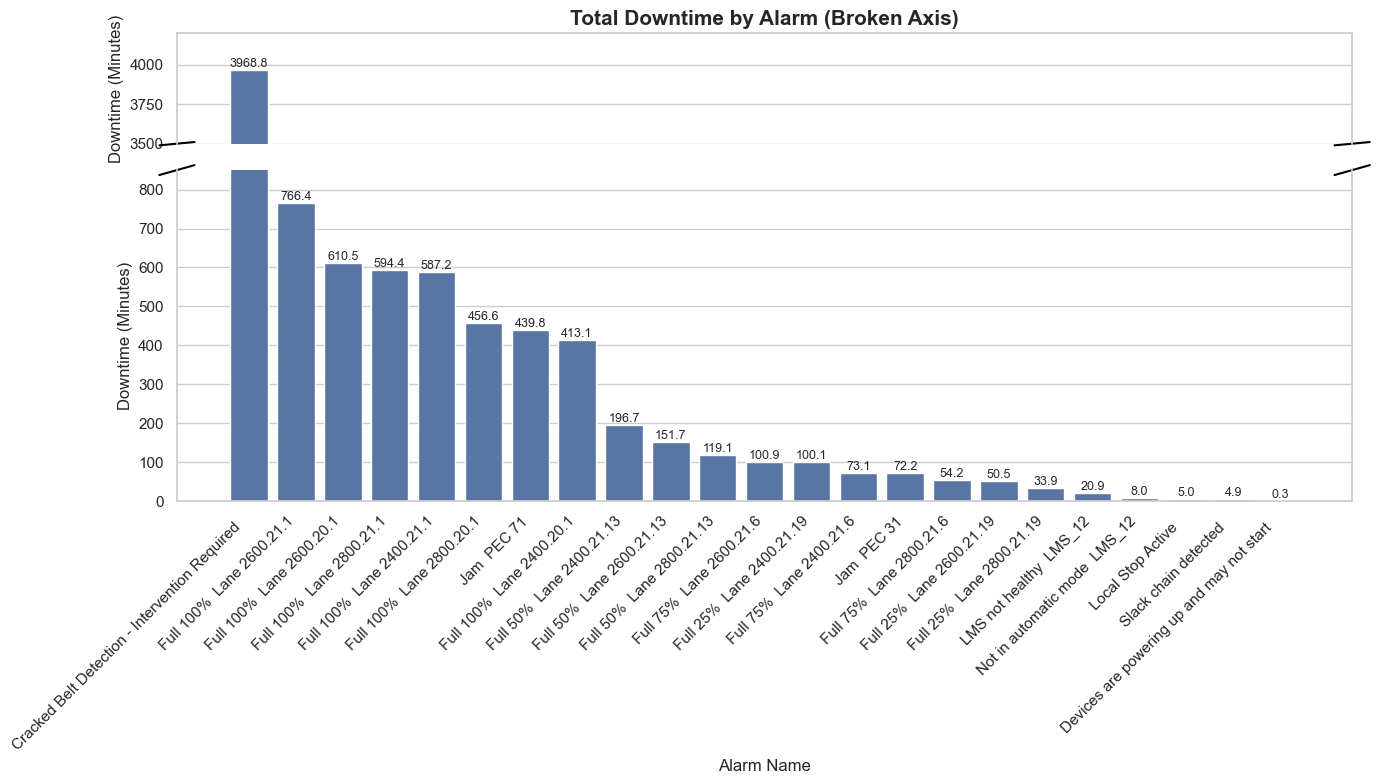 Total Downtime by Alarm (Broken Axis)
Downtime (Minutes)
4000
3750
3500
3968.8
Downtime (Minutes)
800
700
600
500
400
300
200
100
0
766.4
610.5
594.4
587.2
456.6
439.8
413.1
196.7
151.7
119.1
100.9
100.1
73.1
72.2
54.2
50.5
33.9
20.9
8.0
5.0
4.9
0.3
Cracked Belt Detection - Intervention Required
Full 100%  Lane 2600.21.1
Full 100%  Lane 2600.20.1
Full 100%  Lane 2800.21.1
Full 100%  Lane 2400.21.1
Full 100%  Lane 2800.20.1
Jam  PEC 71
Full 100%  Lane 2400.20.1
Full 50%  Lane 2400.21.13
Full 50%  Lane 2600.21.13
Full 50%  Lane 2800.21.13
Full 75%  Lane 2600.21.6
Full 25%  Lane 2400.21.19
Full 75%  Lane 2400.21.6
Jam  PEC 31
Full 75%  Lane 2800.21.6
Full 25%  Lane 2600.21.19
Full 25%  Lane 2800.21.19
LMS not healthy  LMS_12
Not in automatic mode  LMS_12
Local Stop Active
Slack chain detected
Devices are powering up and may not start
Alarm Name